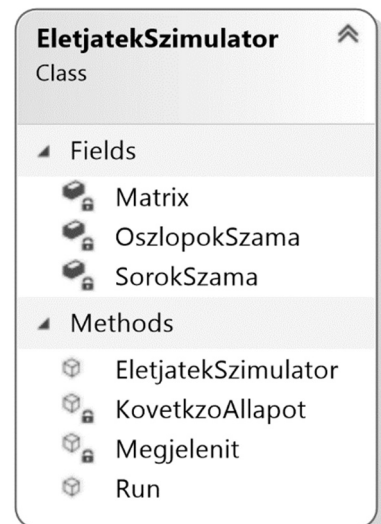 EletjatekSzimulator
Class
Fields
Matrix
OszlopokSzama
SorokSzama
Methods
EletjatekSzimulator
KovetkzoAllapot
Megjelenit
Run